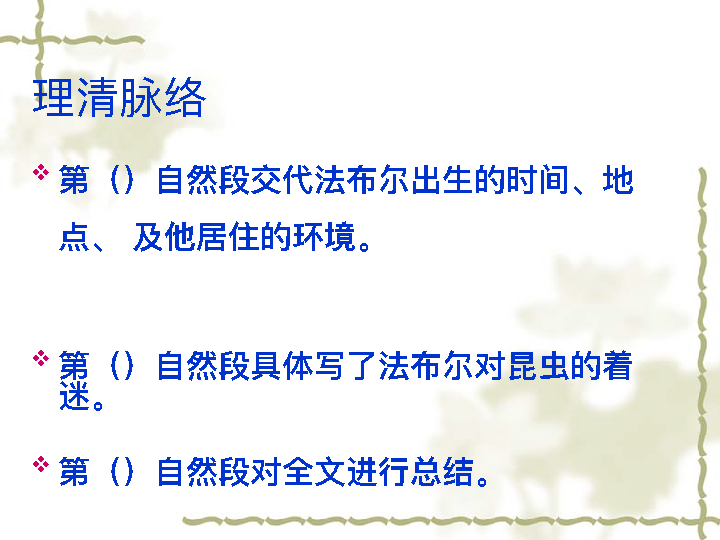 理清脉络
第（）自然段交代法布尔出生的时间、地
点、 及他居住的环境。
第（）自然段具体写了法布尔对昆虫的着
迷。
第（）自然段对全文进行总结。